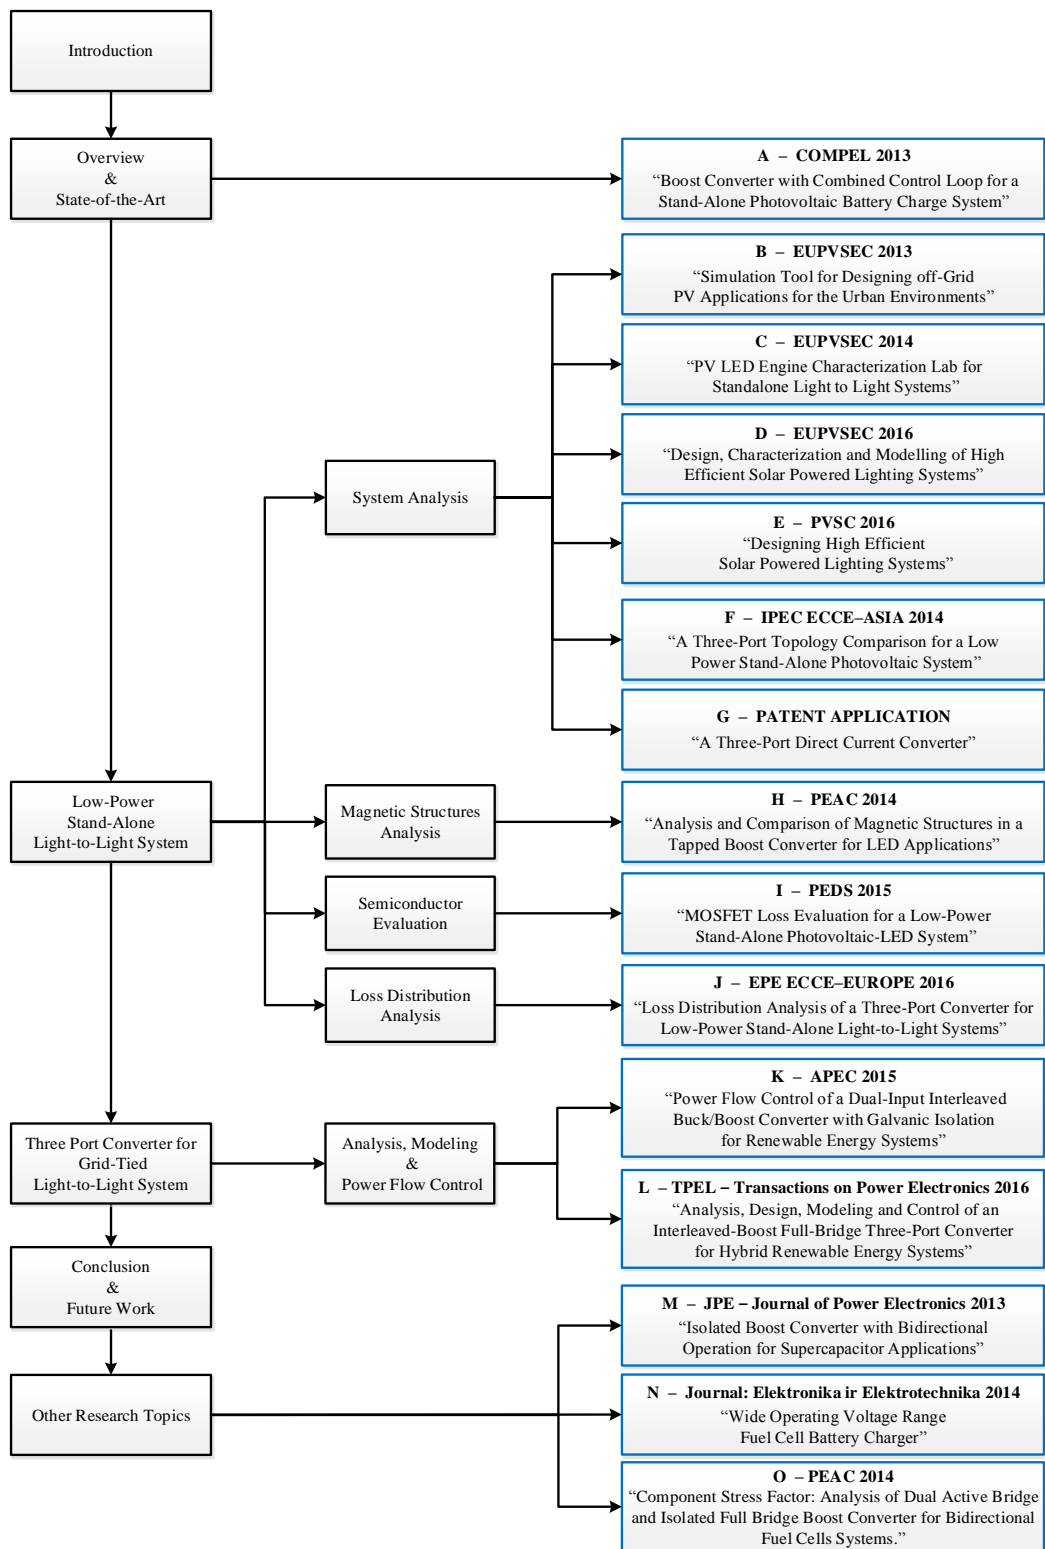 Introduction
Overview
&
State-of-the-Art
A – COMPEL 2013
“Boost Converter with Combined Control Loop for a
Stand-Alone Photovoltaic Battery Charge System”
B – EUPVSEC 2013
“Simulation Tool for Designing off-Grid
PV Applications for the Urban Environments”
C – EUPVSEC 2014
“PV LED Engine Characterization Lab for
Standalone Light to Light Systems”
D – EUPVSEC 2016
“Design, Characterization and Modelling of High
Efficient Solar Powered Lighting Systems”
System Analysis
E – PVSC 2016
“Designing High Efficient
Solar Powered Lighting Systems”
F – IPEC ECCE–ASIA 2014
“A Three-Port Topology Comparison for a Low
Power Stand-Alone Photovoltaic System”
G – PATENT APPLICATION
“A Three-Port Direct Current Converter”
Low-Power
Stand-Alone
Light-to-Light System
Magnetic Structures
Analysis
H – PEAC 2014
“Analysis and Comparison of Magnetic Structures in a
Tapped Boost Converter for LED Applications”
Semiconductor
Evaluation
I – PEDS 2015
“MOSFET Loss Evaluation for a Low-Power
Stand-Alone Photovoltaic-LED System”
Loss Distribution
Analysis
J – EPE ECCE–EUROPE 2016
“Loss Distribution Analysis of a Three-Port Converter for
Low-Power Stand-Alone Light-to-Light Systems”
K – APEC 2015
“Power Flow Control of a Dual-Input Interleaved
Buck/Boost Converter with Galvanic Isolation
for Renewable Energy Systems”
Three Port Converter for
Grid-Tied
Light-to-Light System
Analysis, Modeling
&
Power Flow Control
L – TPEL – Transactions on Power Electronics 2016
“Analysis, Design, Modeling and Control of an
Interleaved-Boost Full-Bridge Three-Port Converter
for Hybrid Renewable Energy Systems”
Conclusion
&
Future Work
M – JPE – Journal of Power Electronics 2013
“Isolated Boost Converter with Bidirectional
Operation for Supercapacitor Applications”
Other Research Topics
N – Journal: Elektronika ir Elektrotechnika 2014
“Wide Operating Voltage Range
Fuel Cell Battery Charger”
O – PEAC 2014
“Component Stress Factor: Analysis of Dual Active Bridge
and Isolated Full Bridge Boost Converter for Bidirectional
Fuel Cells Systems.”